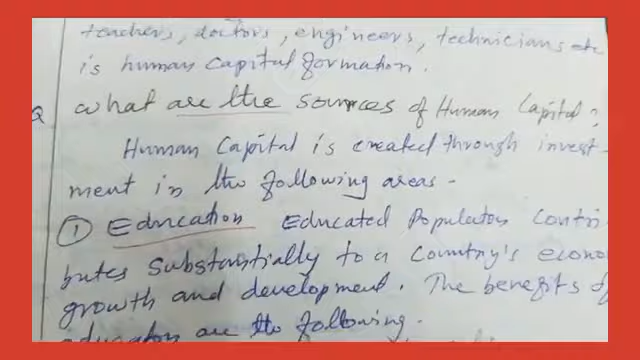 teachers, doctors, engineers, technicians etc
is human capital formation.
Q what are the sources of Human Capital?
Human Capital is created through invest-
ment in the following areas -
① Education Educated Population contri
butes substantially to a country's econo
growth and development. The benefits of
education are the following.